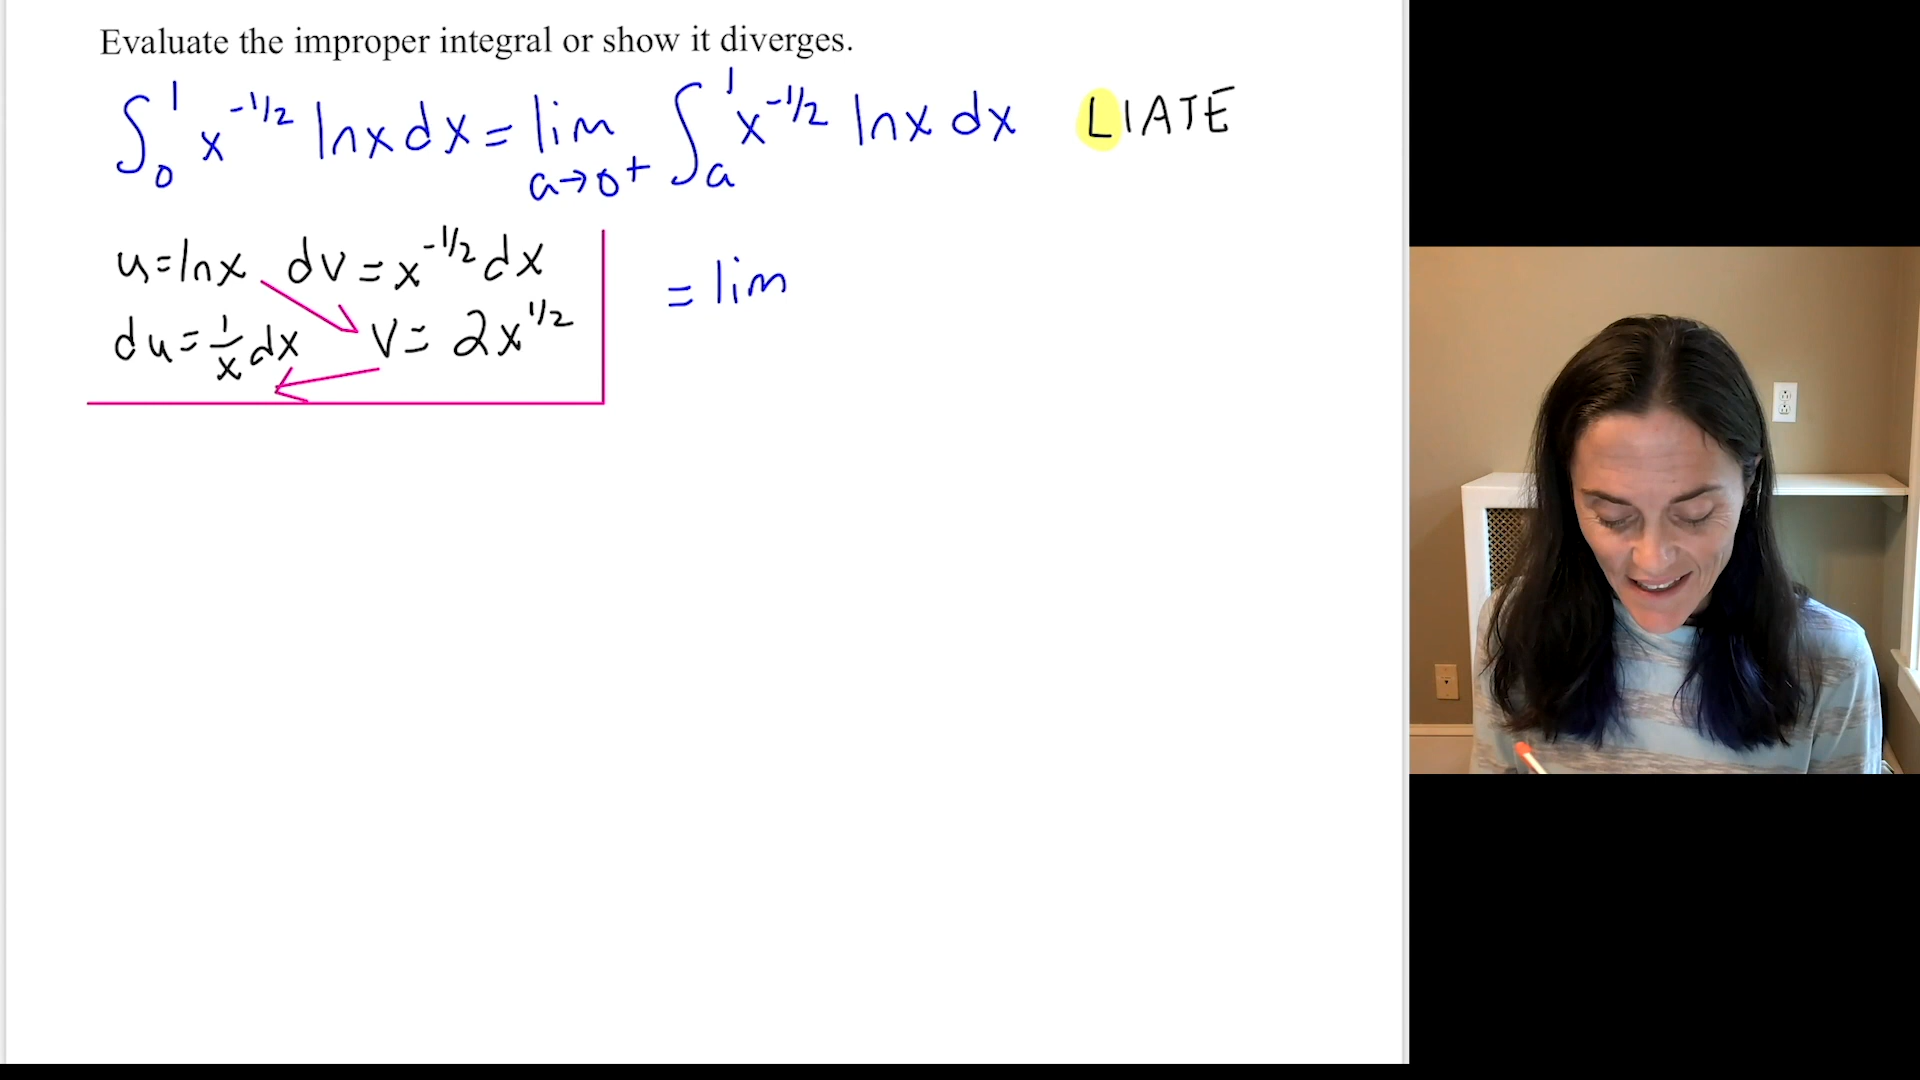 Evaluate the improper integral or show it diverges.
∫₀¹ x^(-1/2) ln x dx = lim a→0+ ∫ₐ¹ x^(-1/2) ln x dx LIATE
u = ln x dv = x^(-1/2) dx
= lim
du = 1/x dx v = 2x^(1/2)